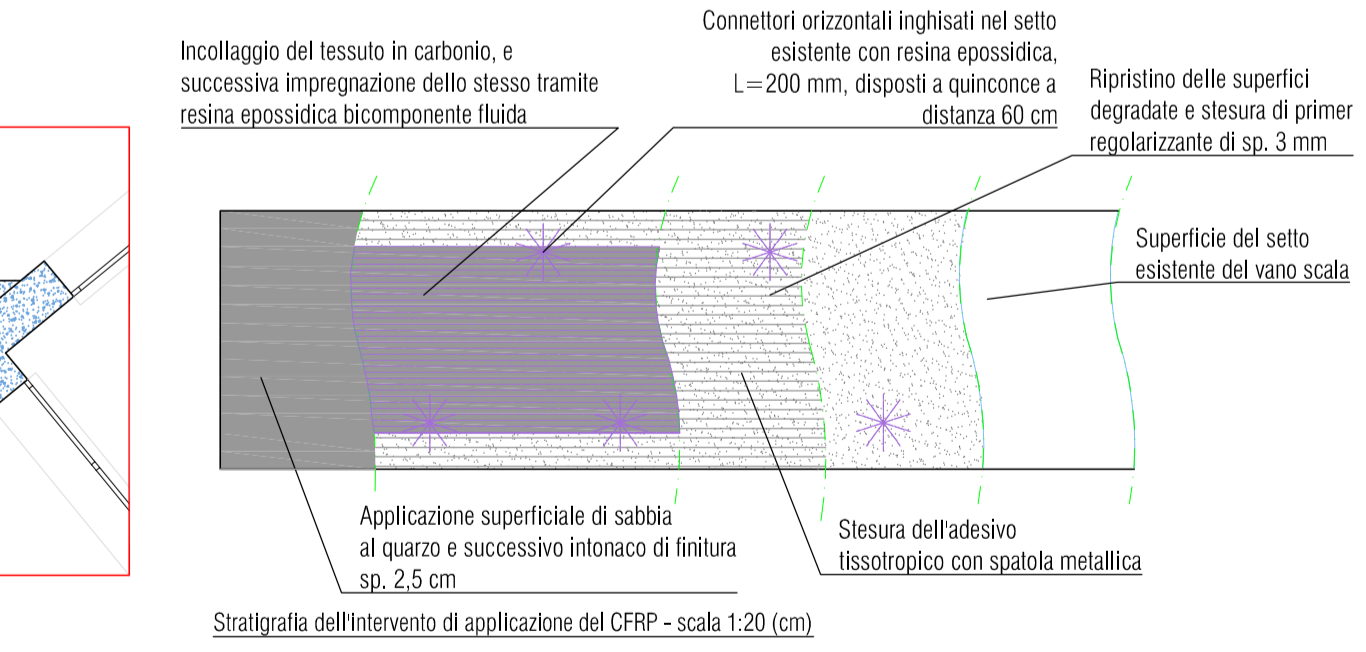 Incollaggio del tessuto in carbonio, e
successiva impregnazione dello stesso tramite
resina epossidica bicomponente fluida
Connettori orizzontali inghisati nel setto
esistente con resina epossidica,
L=200 mm, disposti a quinconce a
distanza 60 cm
Ripristino delle superfici
degradate e stesura di primer
regolarizzante di sp. 3 mm
Superficie del setto
esistente del vano scala
Applicazione superficiale di sabbia
al quarzo e successivo intonaco di finitura
sp. 2,5 cm
Stesura dell'adesivo
tissotropico con spatola metallica
Stratigrafia dell'intervento di applicazione del CFRP - scala 1:20 (cm)